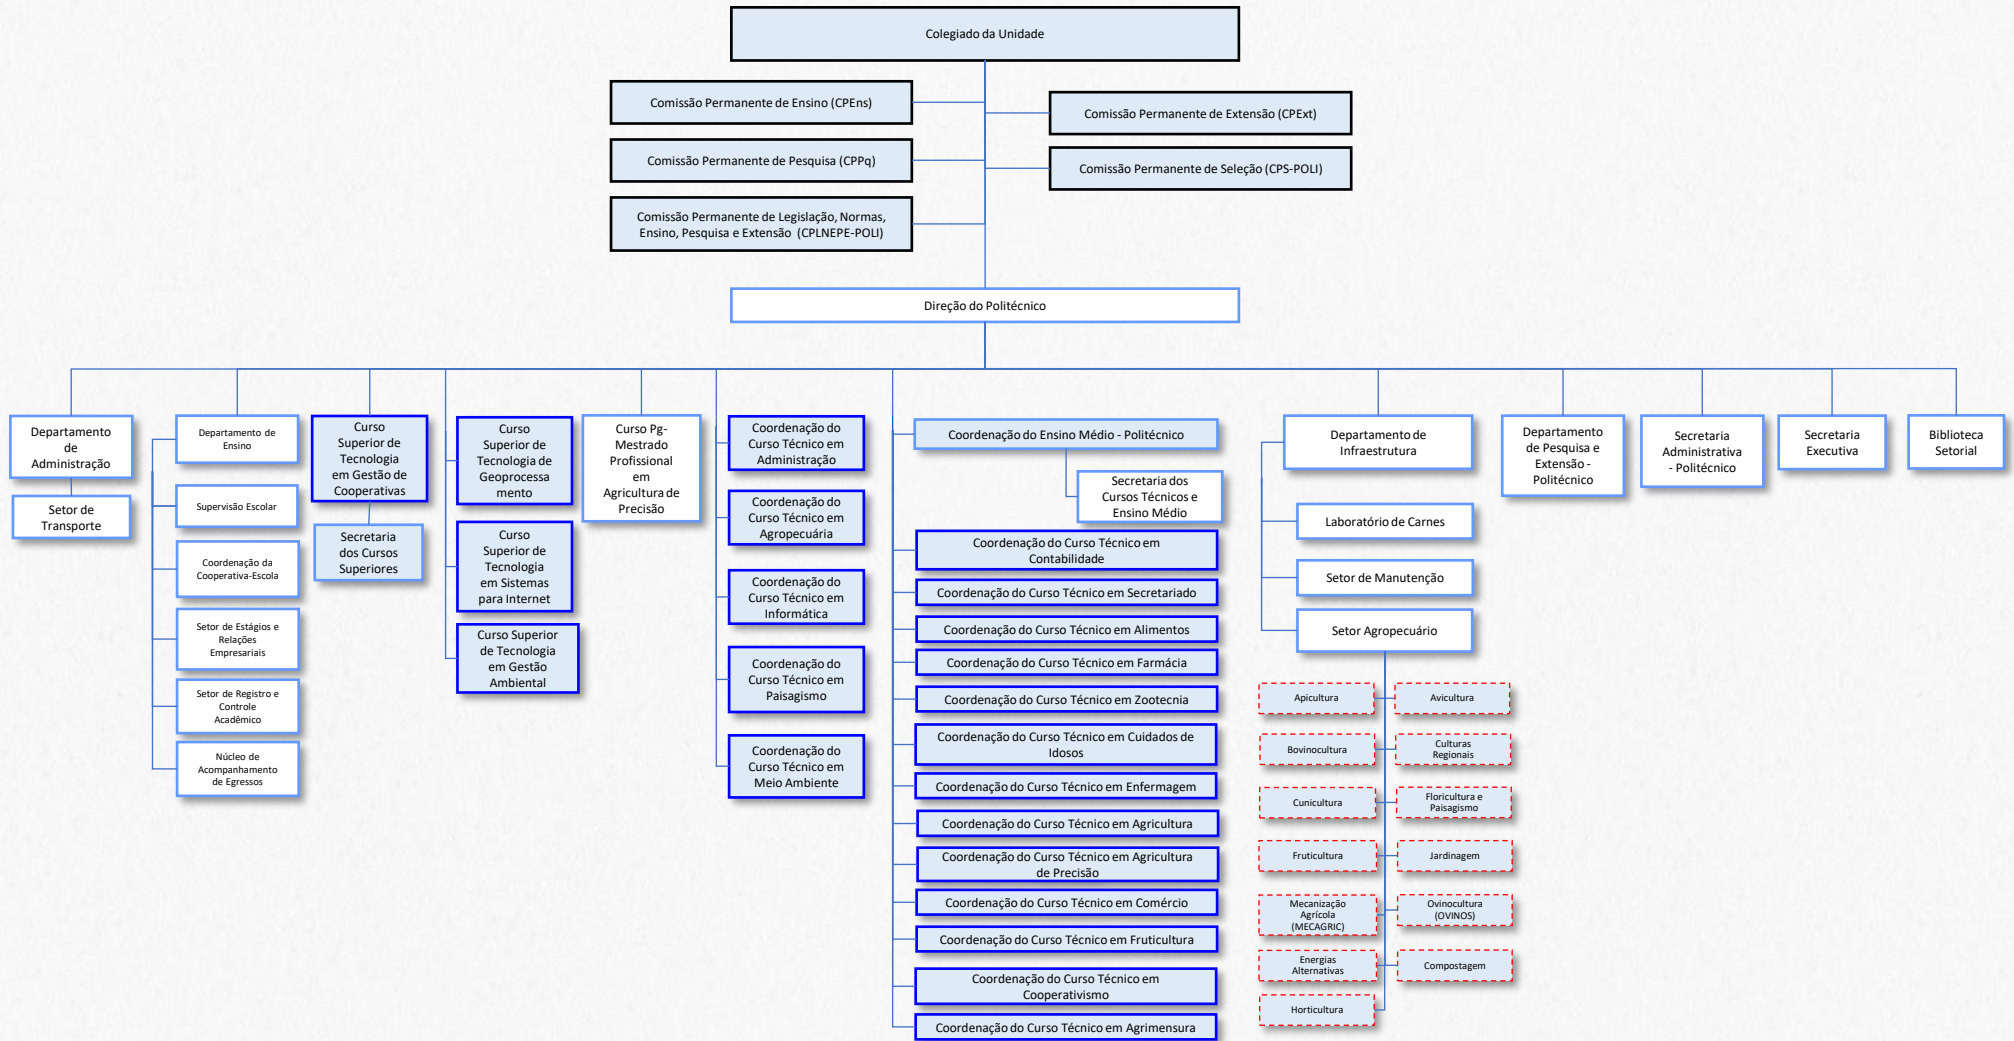 Colegiado da Unidade
Comissão Permanente de Ensino (CPEns)
Comissão Permanente de Extensão (CPExt)
Comissão Permanente de Pesquisa (CPPq)
Comissão Permanente de Seleção (CPS-POLI)
Comissão Permanente de Legislação, Normas,
Ensino, Pesquisa e Extensão (CPLNEPE-POLI)
Direção do Politécnico
Departamento
de
Administração
Setor de
Transporte
Departamento de
Ensino
Supervisão Escolar
Coordenação da
Cooperativa-Escola
Setor de Estágios e
Relações
Empresariais
Setor de Registro e
Controle
Acadêmico
Núcleo de
Acompanhamento
de Egressos
Curso
Superior de
Tecnologia
em Gestão de
Cooperativas
Secretaria
dos Cursos
Superiores
Curso
Superior de
Tecnologia de
Geoprocessa
mento
Curso
Superior de
Tecnologia
em Sistemas
para Internet
Curso Superior
de Tecnologia
em Gestão
Ambiental
Curso Pg-
Mestrado
Profissional
em
Agricultura de
Precisão
Coordenação do
Curso Técnico em
Administração
Coordenação do
Curso Técnico em
Agropecuária
Coordenação do
Curso Técnico em
Informática
Coordenação do
Curso Técnico em
Paisagismo
Coordenação do
Curso Técnico em
Meio Ambiente
Coordenação do Ensino Médio - Politécnico
Secretaria dos
Cursos Técnicos e
Ensino Médio
Coordenação do Curso Técnico em
Contabilidade
Coordenação do Curso Técnico em Secretariado
Coordenação do Curso Técnico em Alimentos
Coordenação do Curso Técnico em Farmácia
Coordenação do Curso Técnico em Zootecnia
Coordenação do Curso Técnico em Cuidados de
Idosos
Coordenação do Curso Técnico em Enfermagem
Coordenação do Curso Técnico em Agricultura
Coordenação do Curso Técnico em Agricultura
de Precisão
Coordenação do Curso Técnico em Comércio
Coordenação do Curso Técnico em Fruticultura
Coordenação do Curso Técnico em
Cooperativismo
Coordenação do Curso Técnico em Agrimensura
Departamento de
Infraestrutura
Laboratório de Carnes
Setor de Manutenção
Setor Agropecuário
Apicultura
Avicultura
Bovinocultura
Culturas
Regionais
Cunicultura
Floricultura e
Paisagismo
Fruticultura
Jardinagem
Mecanização
Agrícola
(MECAGRIC)
Ovinocultura
(OVINOS)
Energias
Alternativas
Compostagem
Horticultura
Departamento
de Pesquisa e
Extensão -
Politécnico
Secretaria
Administrativa
- Politécnico
Secretaria
Executiva
Biblioteca
Setorial